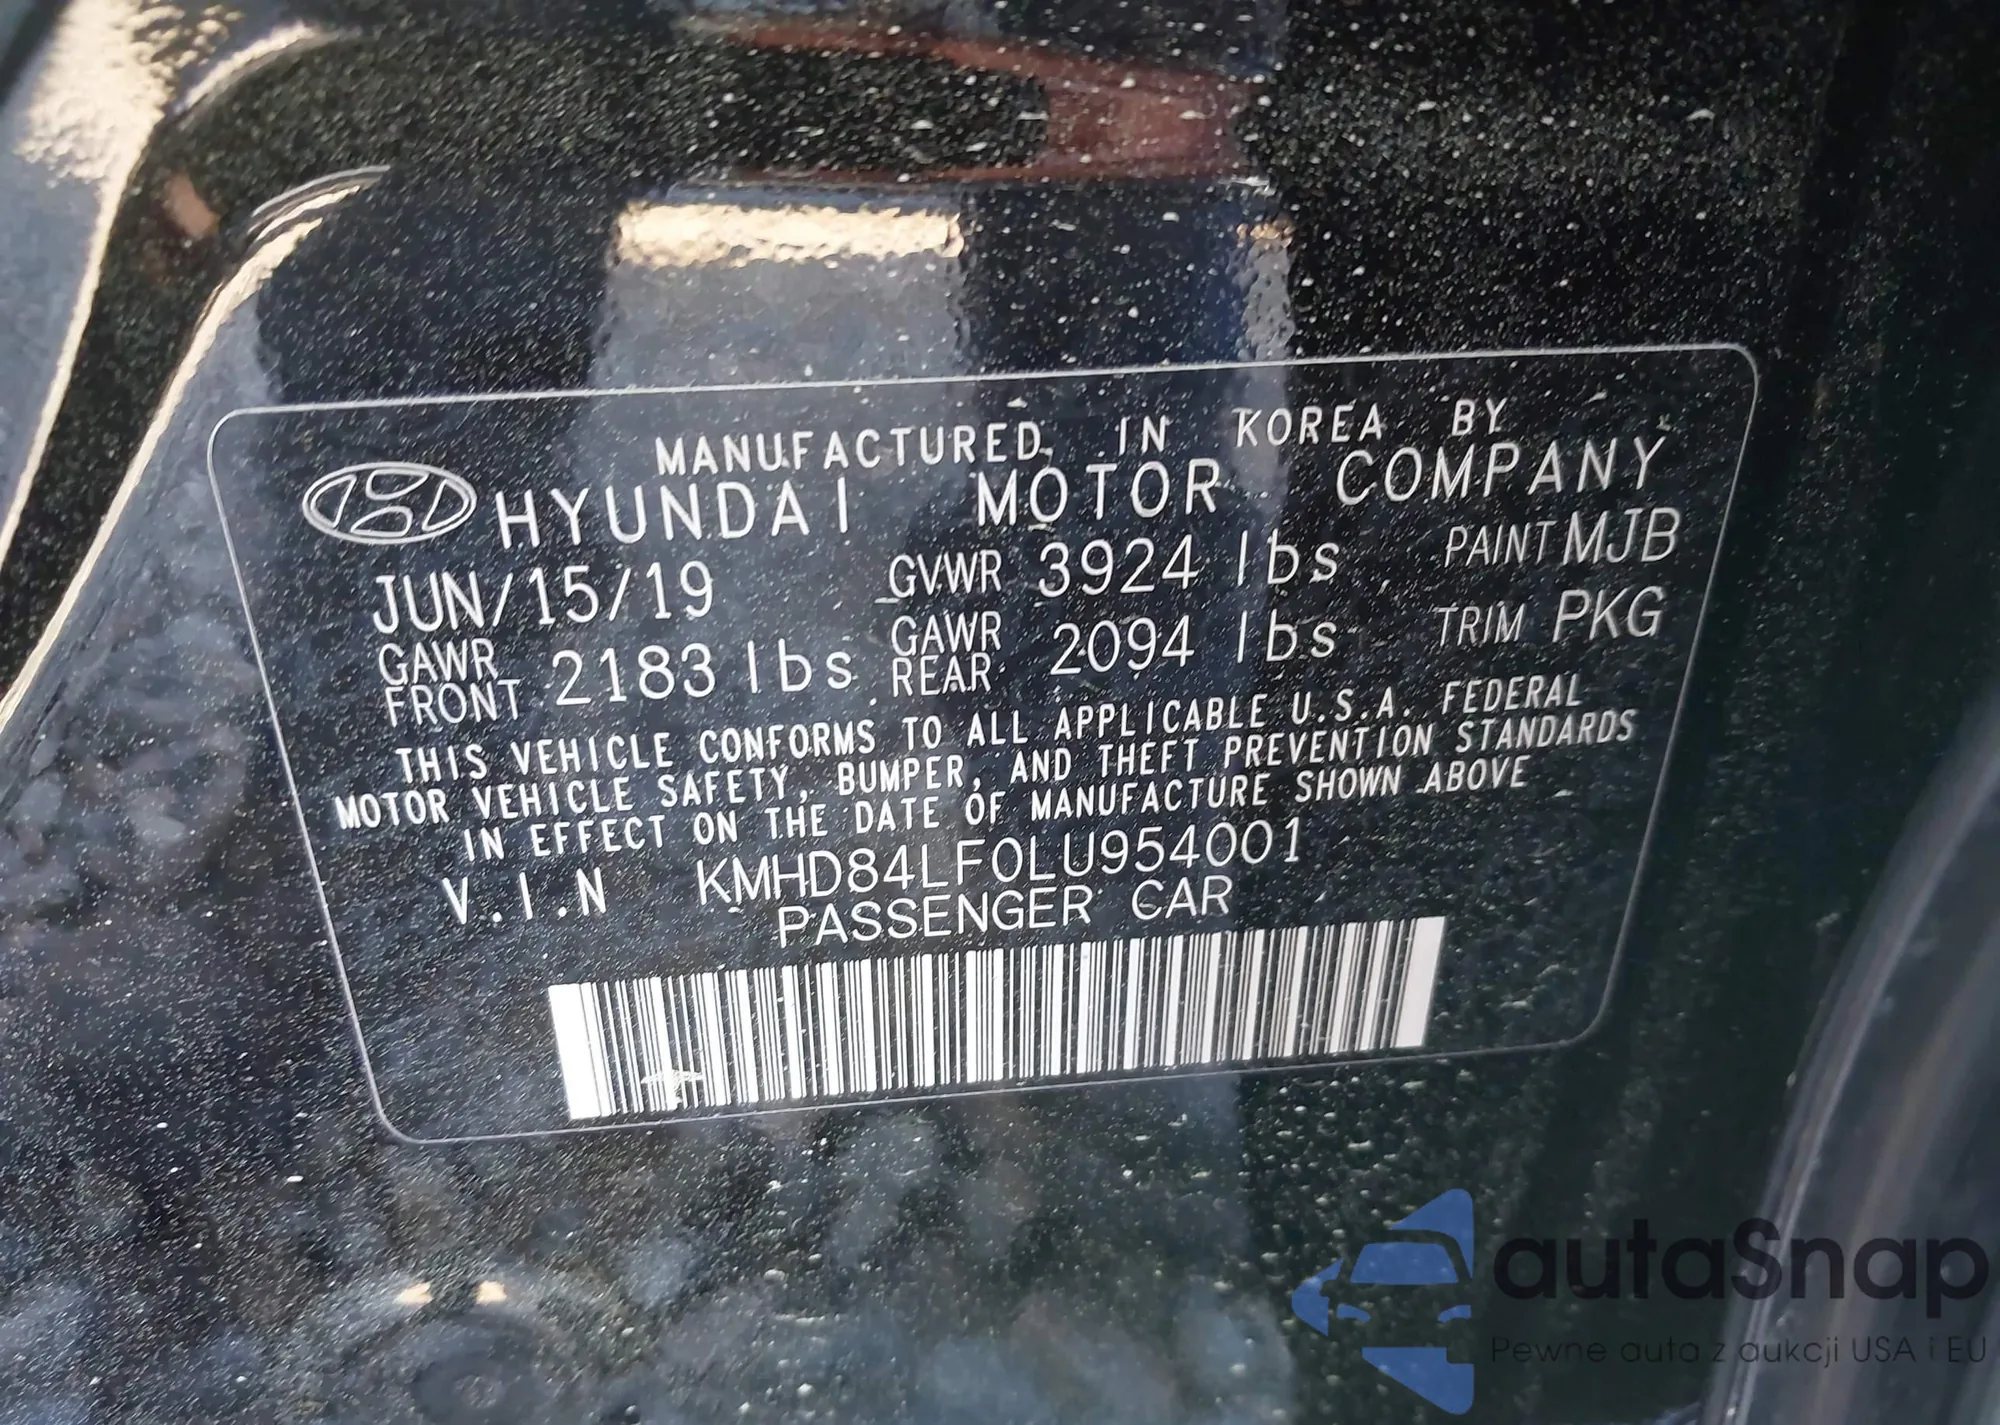 MANUFACTURED IN KOREA BY
HYUNDAI MOTOR COMPANY
JUN/15/19 GVWR 3924 lbs PAINT MJB
GAWR FRONT 2183 lbs GAWR REAR 2094 lbs TRIM PKG
THIS VEHICLE CONFORMS TO ALL APPLICABLE U.S.A. FEDERAL
MOTOR VEHICLE SAFETY, BUMPER, AND THEFT PREVENTION STANDARDS
IN EFFECT ON THE DATE OF MANUFACTURE SHOWN ABOVE
V.I.N KMHD84LF0LU954001
PASSENGER CAR
autaSnap
Pewne auta z aukcji USA i EU